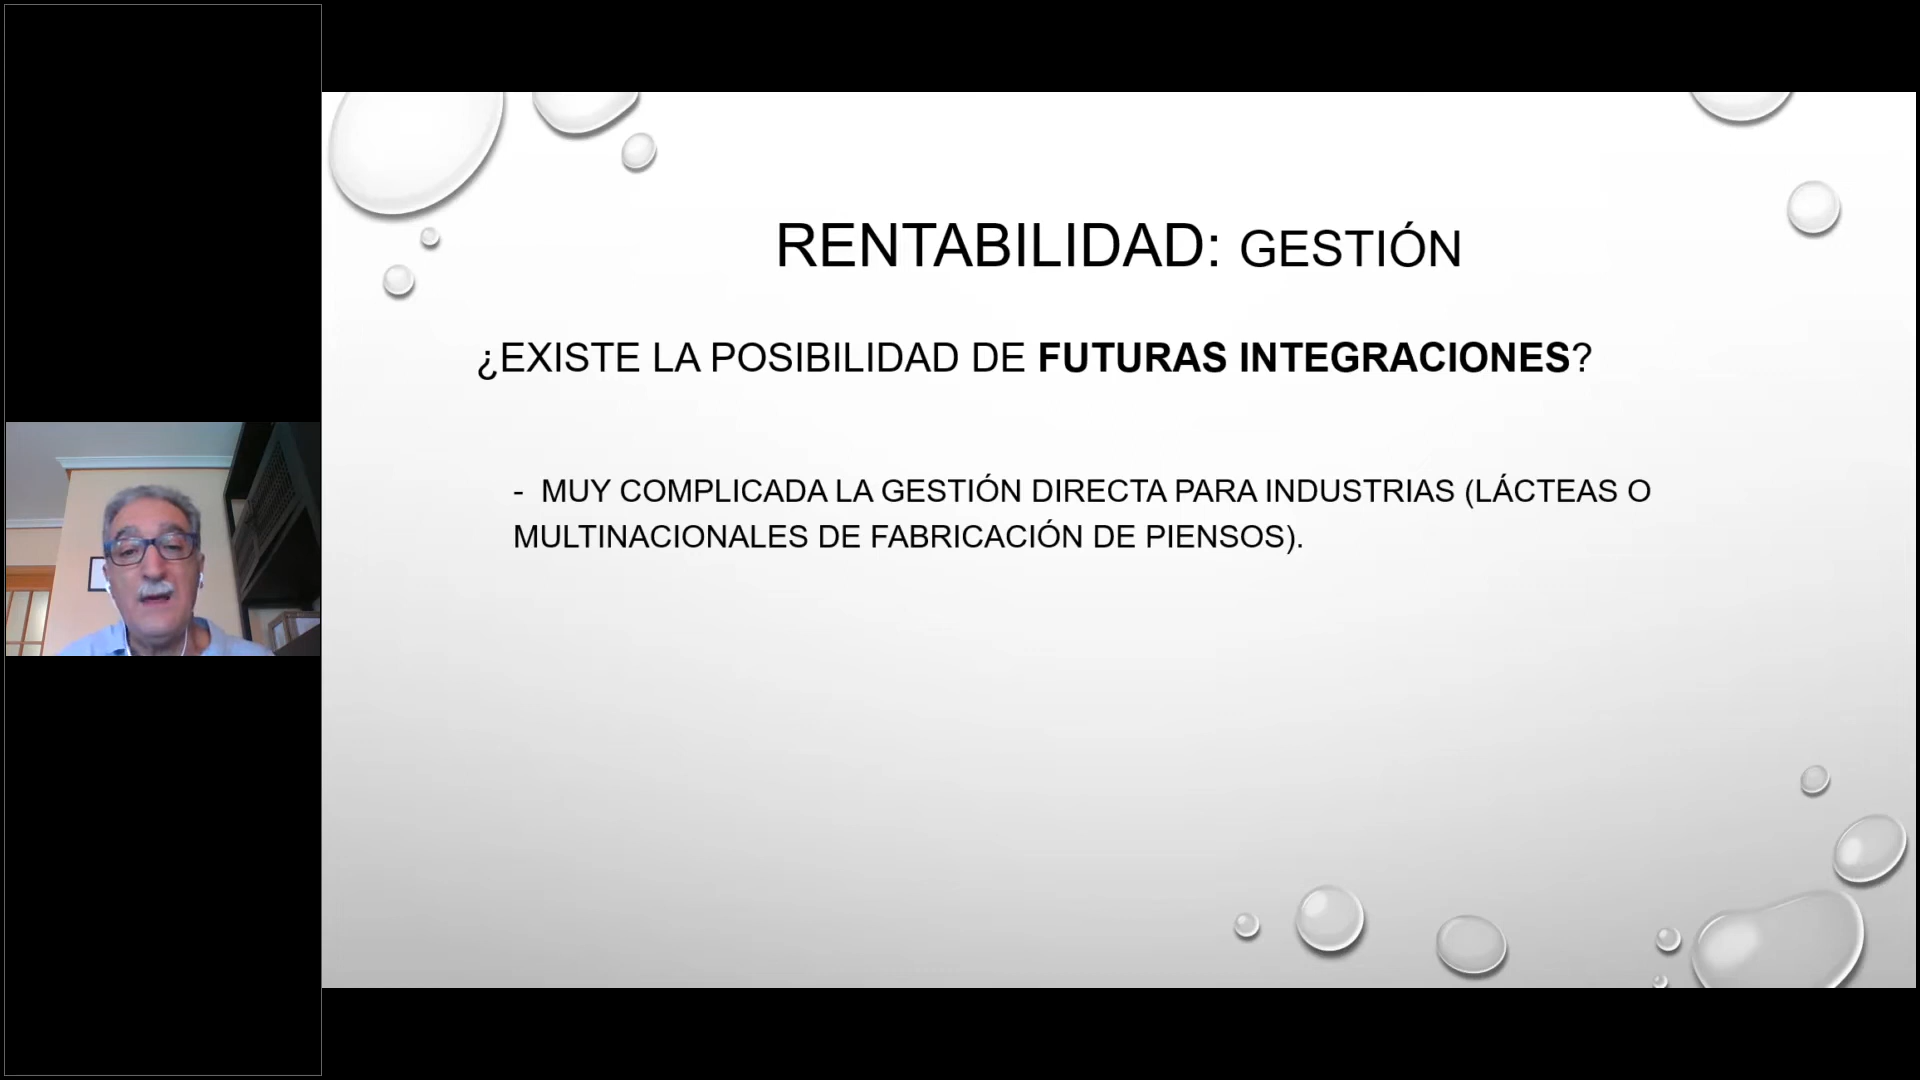 RENTABILIDAD: GESTIÓN
¿EXISTE LA POSIBILIDAD DE FUTURAS INTEGRACIONES?
- MUY COMPLICADA LA GESTIÓN DIRECTA PARA INDUSTRIAS (LÁCTEAS O
MULTINACIONALES DE FABRICACIÓN DE PIENSOS).